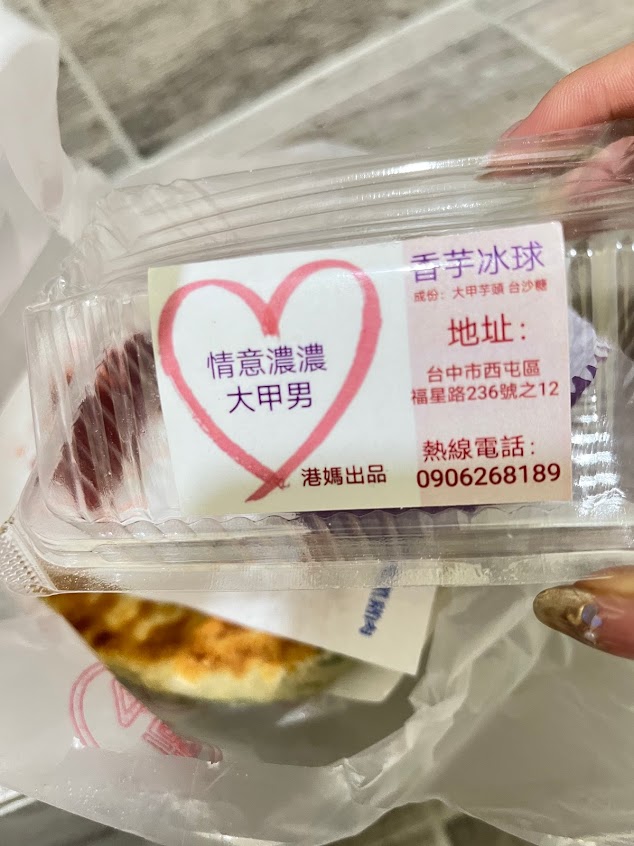 情意濃濃
大甲男
港媽出品
香芋冰球
成份：大甲芋頭 台沙糖
地址：
台中市西屯區
福星路236號之12
熱線電話：
0906268189